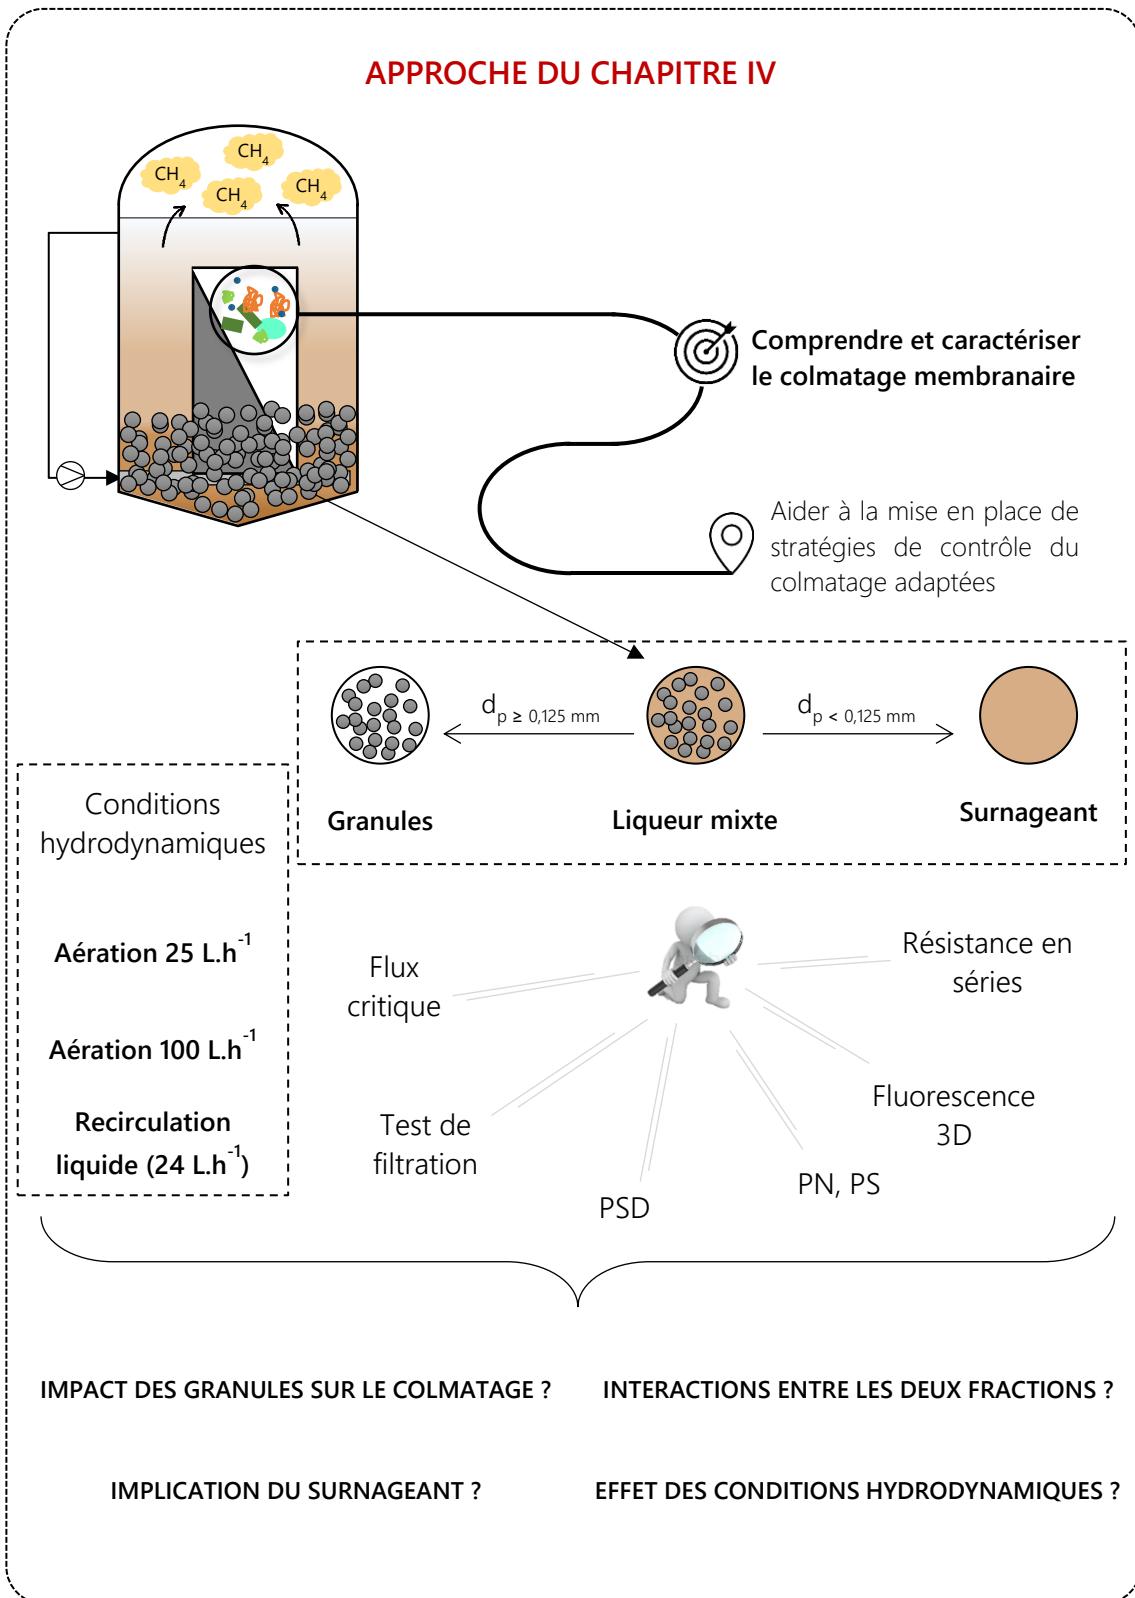 APPROCHE DU CHAPITRE IV
CH4
CH4
CH4
CH4
Comprendre et caractériser
le colmatage membranaire
Aider à la mise en place de
stratégies de contrôle du
colmatage adaptées
dp ≥ 0,125 mm
dp < 0,125 mm
Granules
Liqueur mixte
Surnageant
Conditions
hydrodynamiques
Aération 25 L.h-1
Aération 100 L.h-1
Recirculation
liquide (24 L.h-1)
Flux
critique
Résistance en
séries
Test de
filtration
Fluorescence
3D
PSD
PN, PS
IMPACT DES GRANULES SUR LE COLMATAGE ?
INTERACTIONS ENTRE LES DEUX FRACTIONS ?
IMPLICATION DU SURNAGEANT ?
EFFET DES CONDITIONS HYDRODYNAMIQUES ?